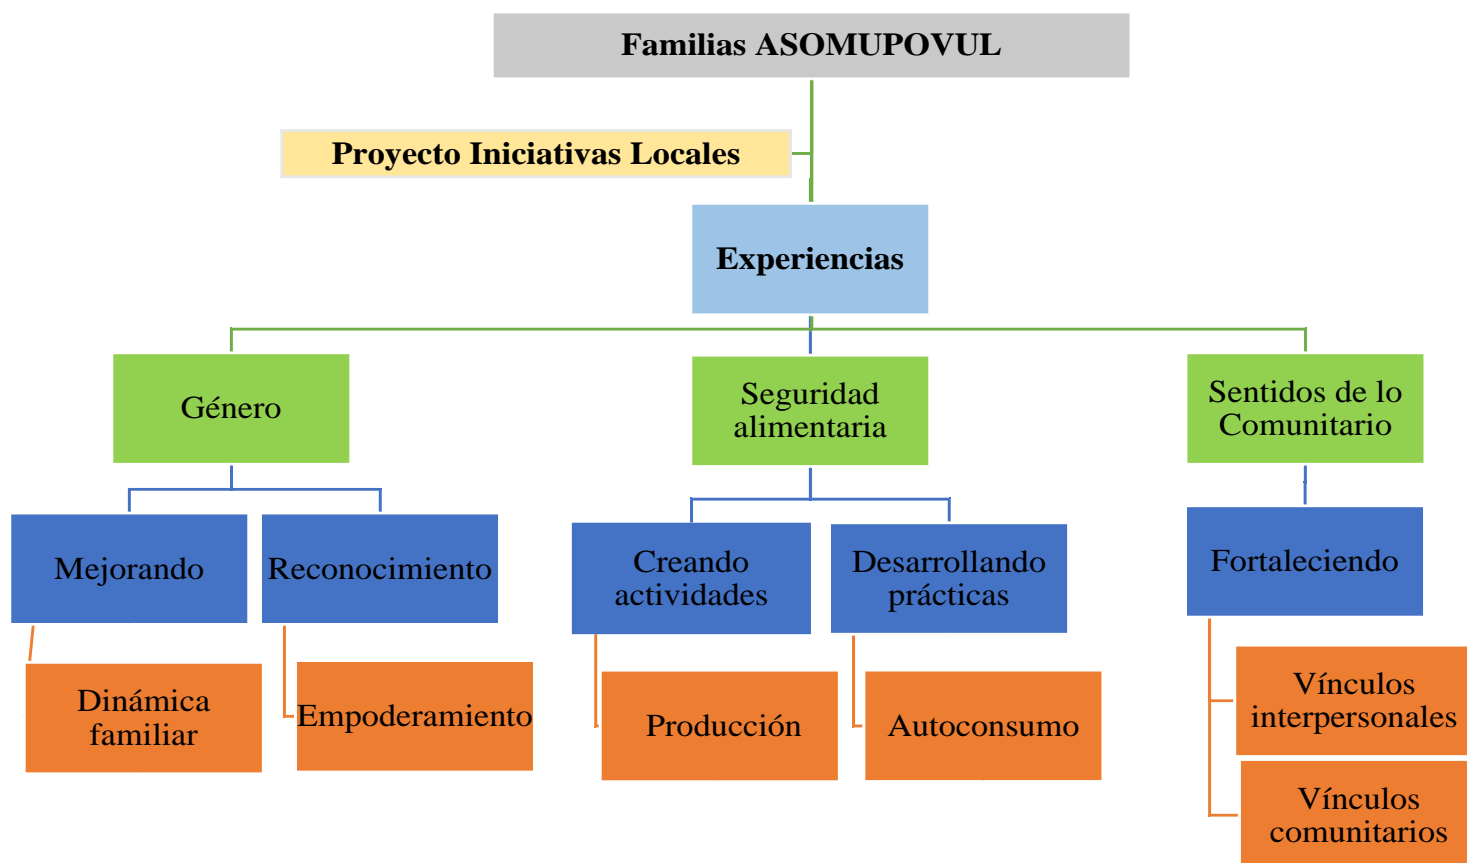 Familias ASOMUPOVUL
Proyecto Iniciativas Locales
Experiencias
Género
Seguridad
alimentaria
Sentidos de lo
Comunitario
Mejorando
Reconocimiento
Creando
actividades
Desarrollando
prácticas
Fortaleciendo
Dinámica
familiar
Empoderamiento
Producción
Autoconsumo
Vínculos
interpersonales
Vínculos
comunitarios